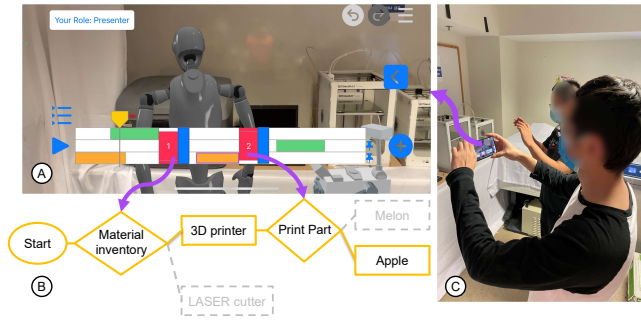 Your Role: Presenter
1
2
A
Start
Material
inventory
3D printer
Print Part
Melon
Apple
LASER cutter
B
C